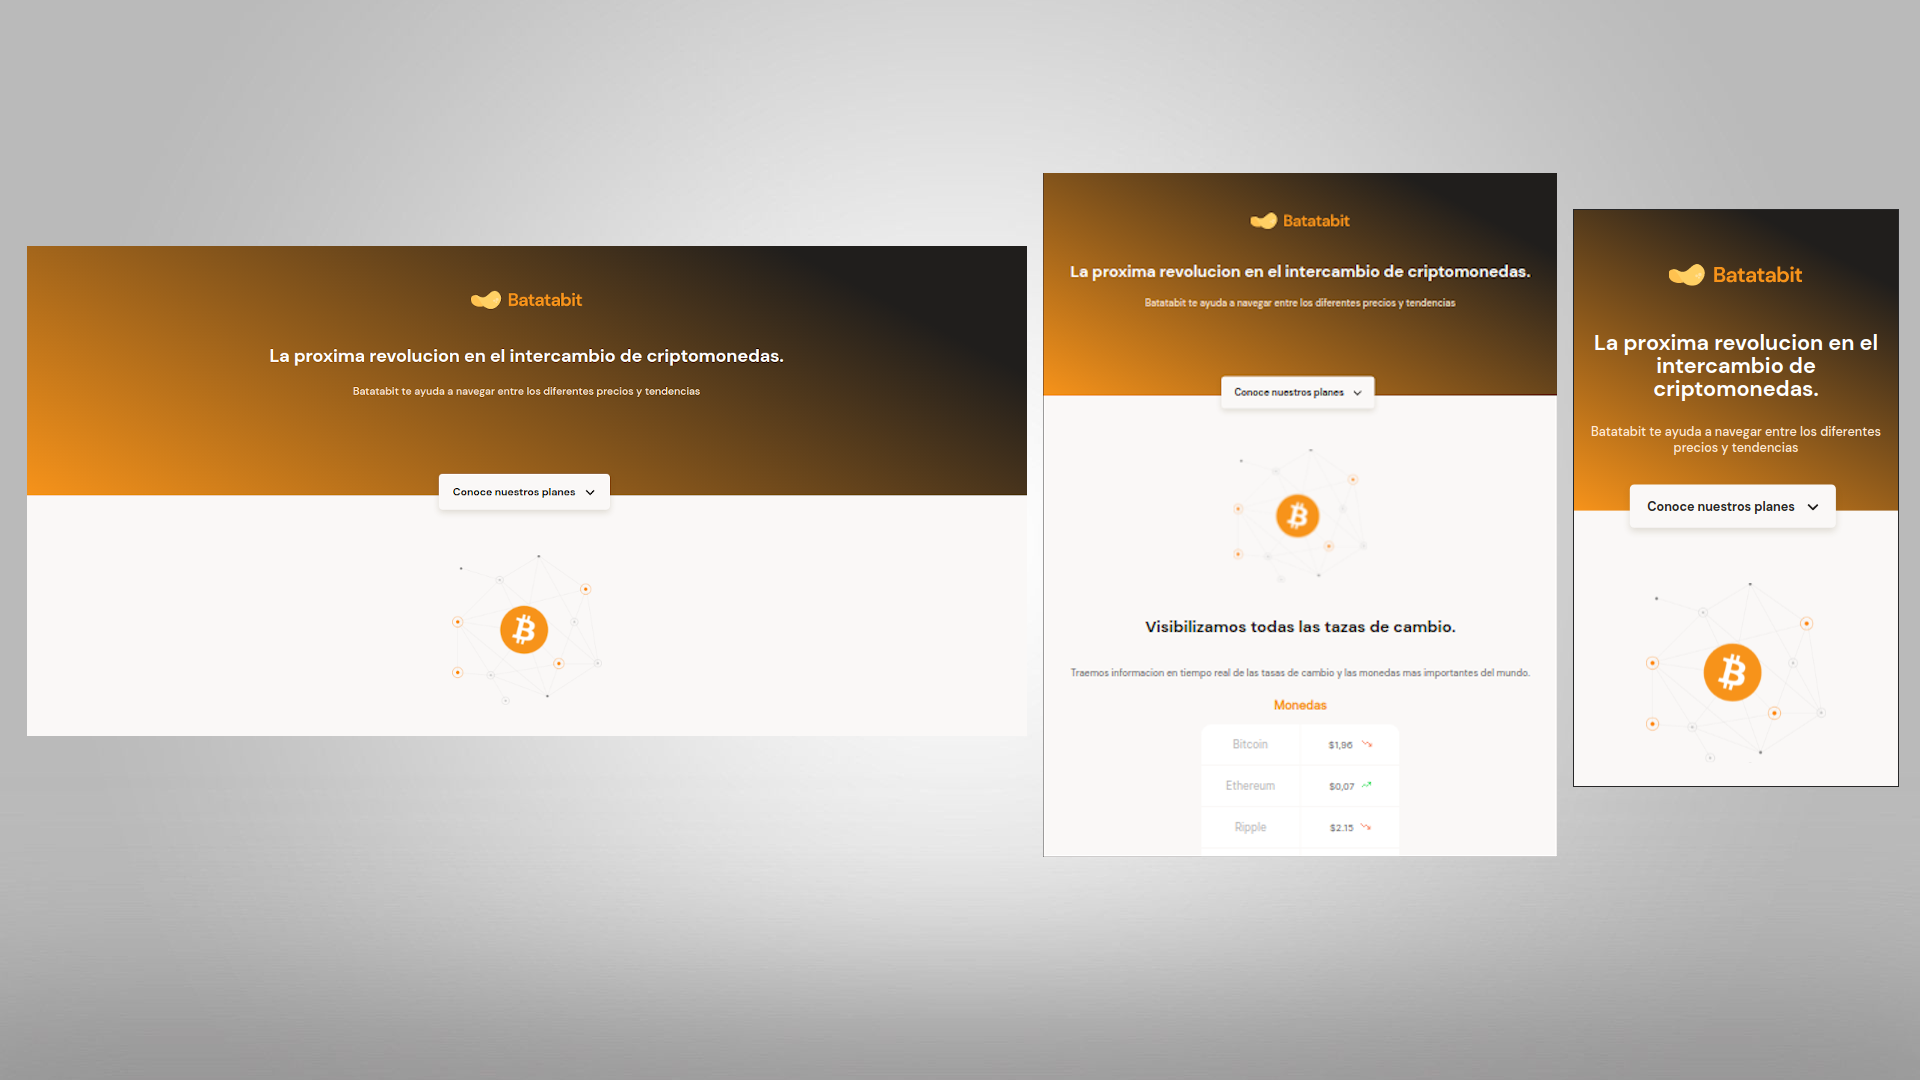 Batatabit
La proxima revolucion en el intercambio de criptomonedas.
Batatabit te ayuda a navegar entre los diferentes precios y tendencias
Conoce nuestros planes
Batatabit
La proxima revolucion en el intercambio de criptomonedas.
Batatabit te ayuda a navegar entre los diferentes precios y tendencias
Conoce nuestros planes
Visibilizamos todas las tazas de cambio.
Traemos informacion en tiempo real de las tasas de cambio y las monedas mas importantes del mundo.
Monedas
Bitcoin $1,96
Ethereum $0,07
Ripple $2.15
Batatabit
La proxima revolucion en el
intercambio de
criptomonedas.
Batatabit te ayuda a navegar entre los diferentes
precios y tendencias
Conoce nuestros planes